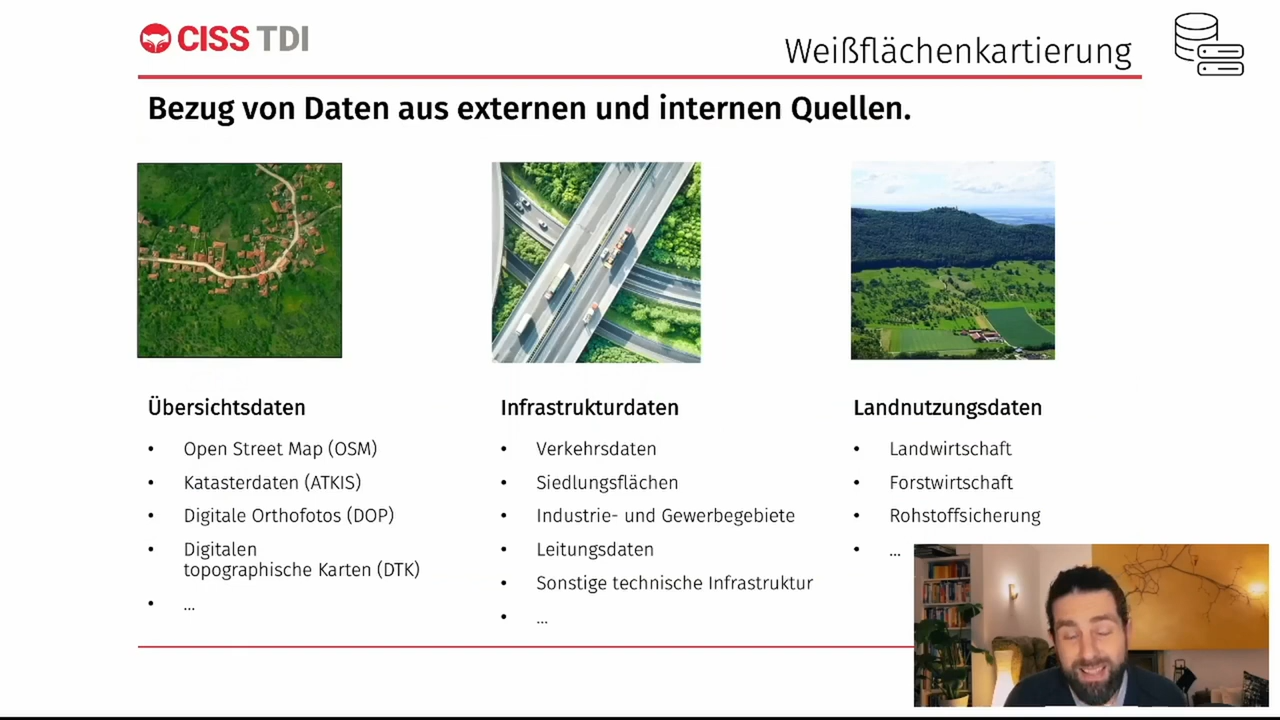 CISS TDI
Weißflächenkartierung
Bezug von Daten aus externen und internen Quellen.
Übersichtsdaten
• Open Street Map (OSM)
• Katasterdaten (ATKIS)
• Digitale Orthofotos (DOP)
• Digitalen
topographische Karten (DTK)
• ...
Infrastrukturdaten
• Verkehrsdaten
• Siedlungsflächen
• Industrie- und Gewerbegebiete
• Leitungsdaten
• Sonstige technische Infrastruktur
• ...
Landnutzungsdaten
• Landwirtschaft
• Forstwirtschaft
• Rohstoffsicherung
• ...